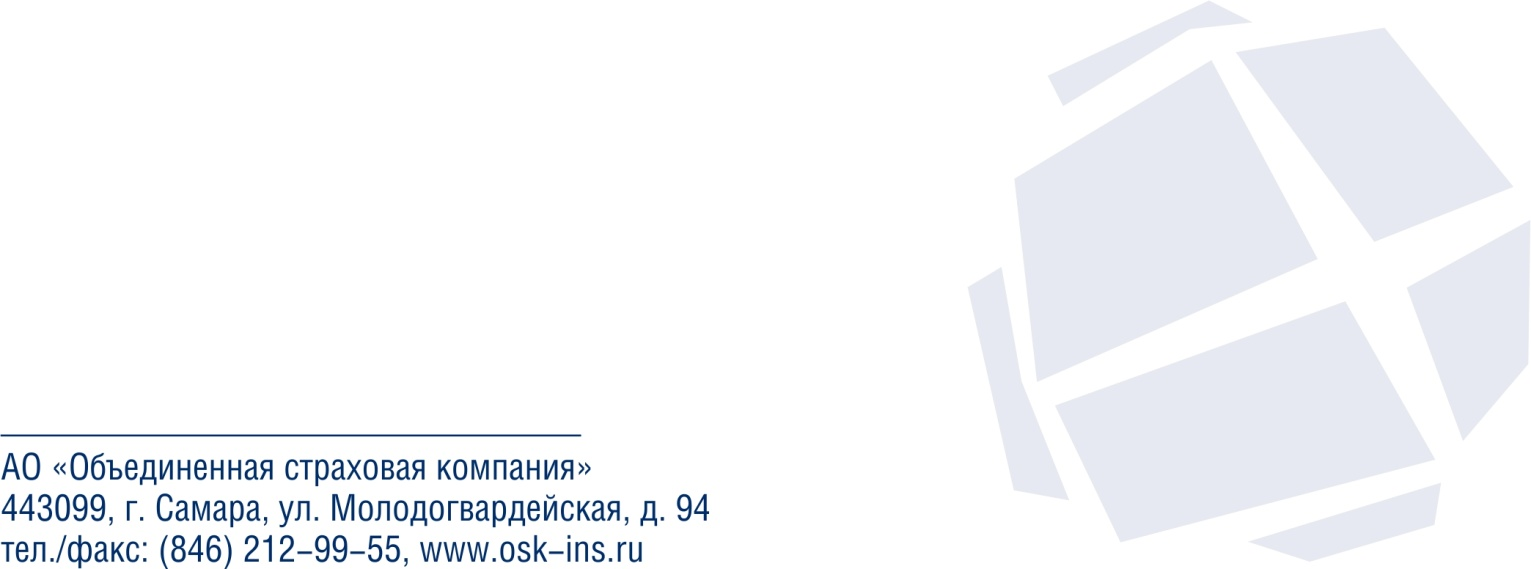 АО «Объединенная страховая компания»
443099, г. Самара, ул. Молодогвардейская, д. 94
тел./факс: (846) 212–99–55, www.osk–ins.ru